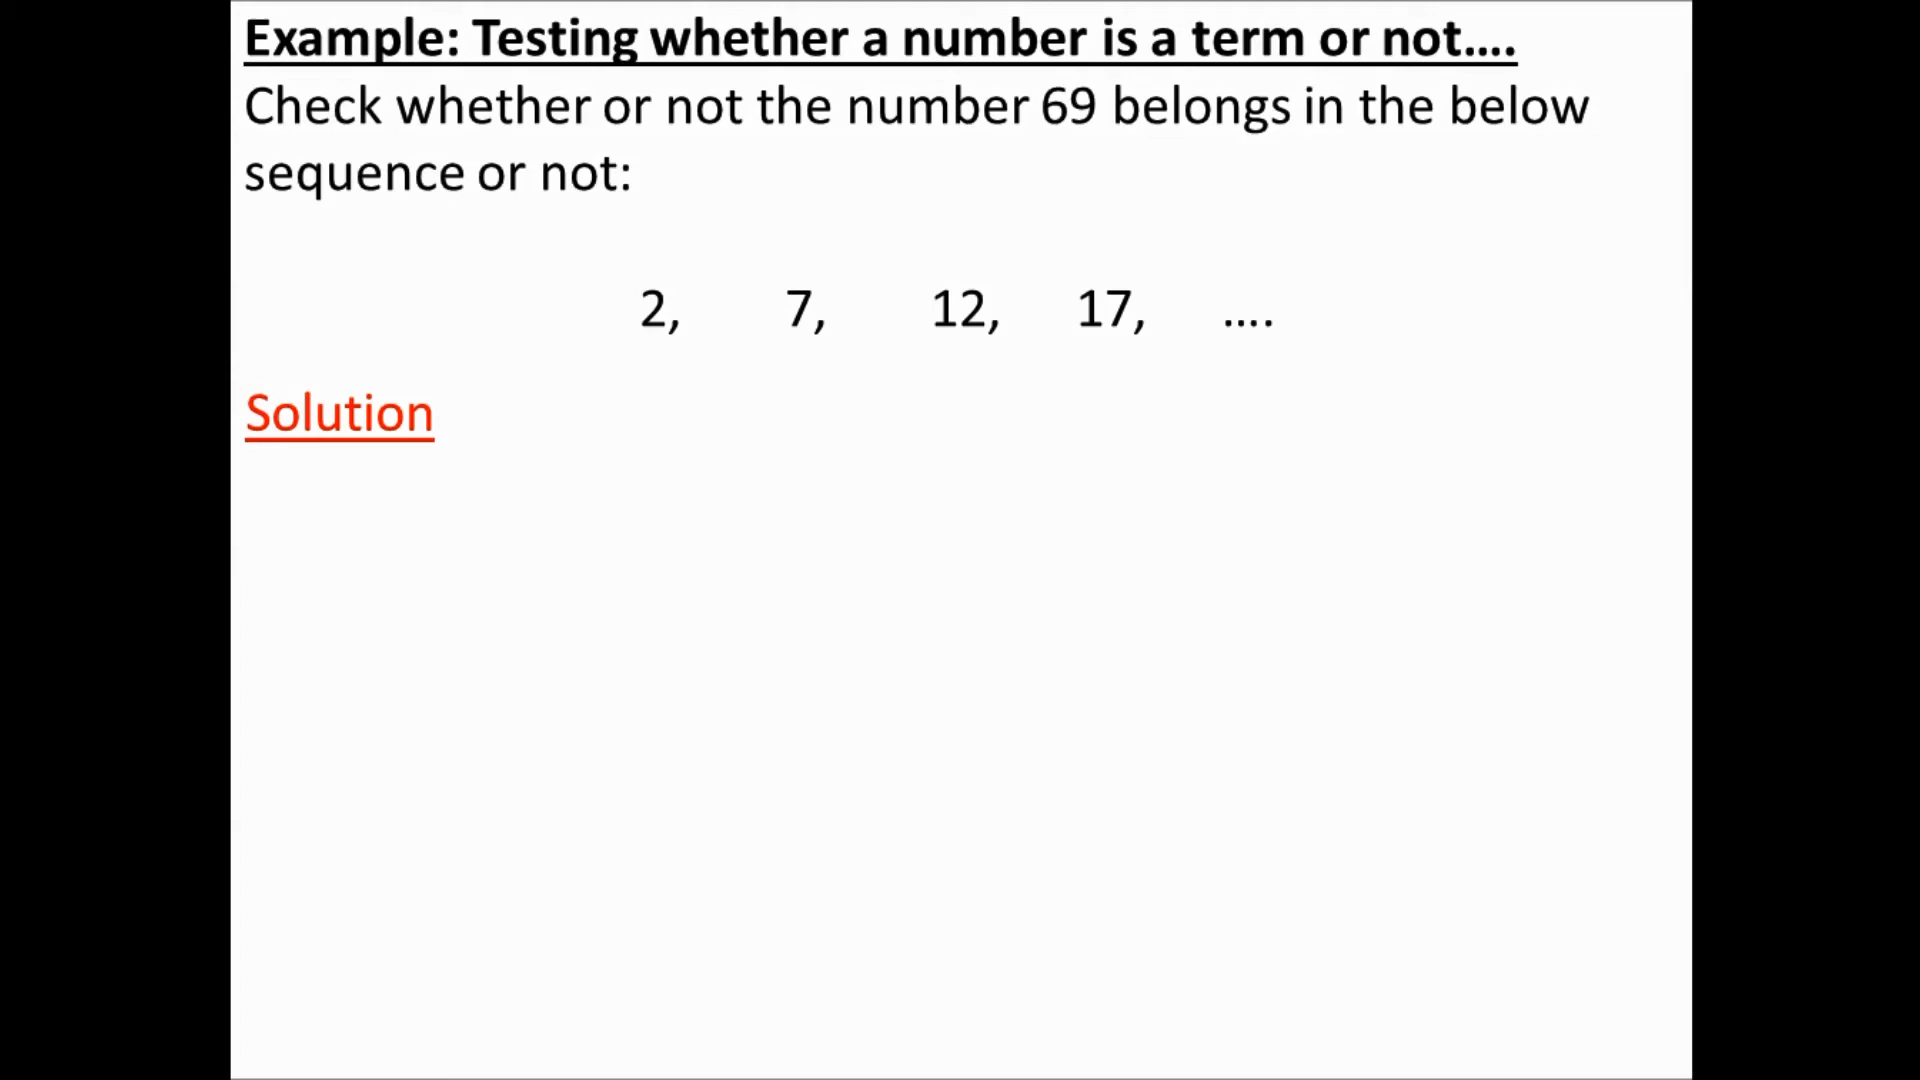 Example: Testing whether a number is a term or not....
Check whether or not the number 69 belongs in the below
sequence or not:
2, 7, 12, 17, ....
Solution